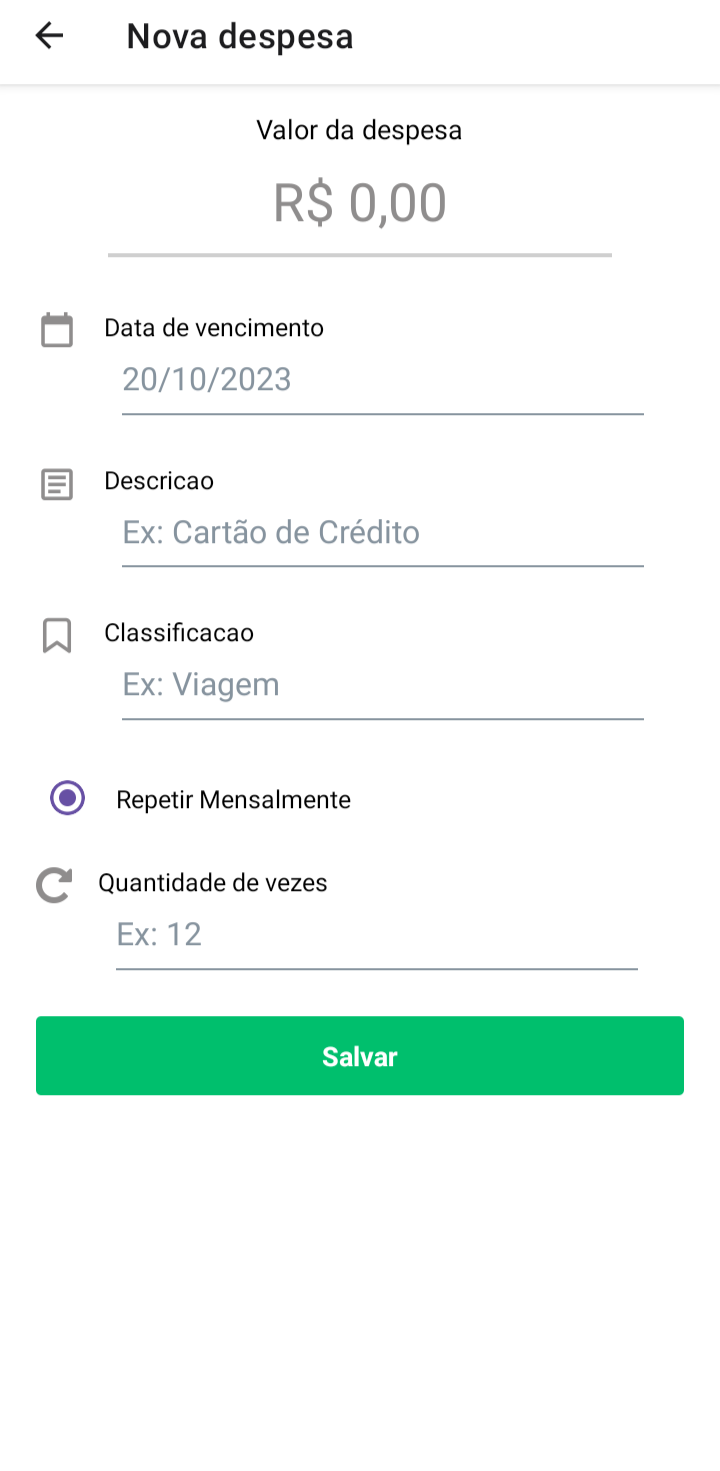 Nova despesa
Valor da despesa
R$ 0,00
Data de vencimento
20/10/2023
Descricao
Ex: Cartão de Crédito
Classificacao
Ex: Viagem
Repetir Mensalmente
Quantidade de vezes
Ex: 12
Salvar